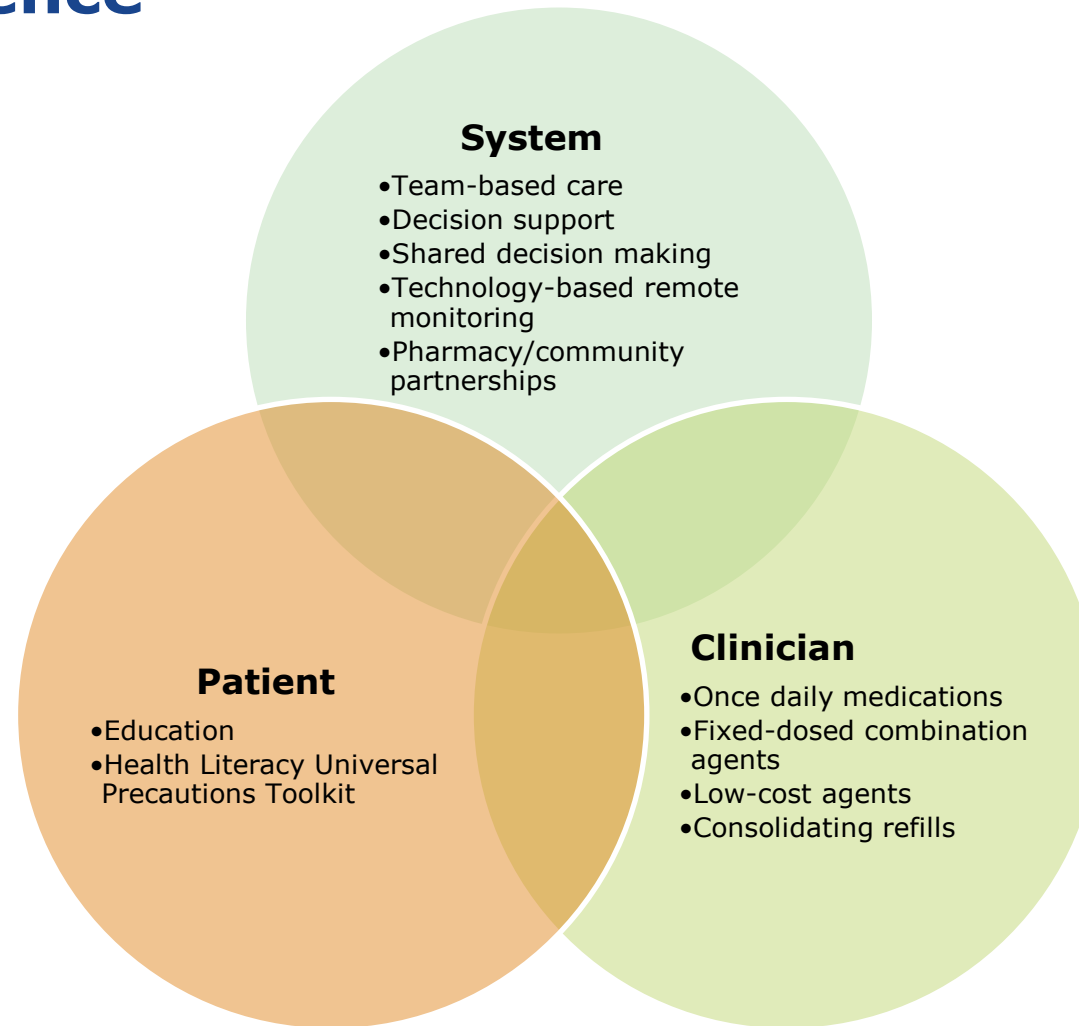 System
•Team-based care
•Decision support
•Shared decision making
•Technology-based remote
monitoring
•Pharmacy/community
partnerships
Patient
•Education
•Health Literacy Universal
Precautions Toolkit
Clinician
•Once daily medications
•Fixed-dosed combination
agents
•Low-cost agents
•Consolidating refills